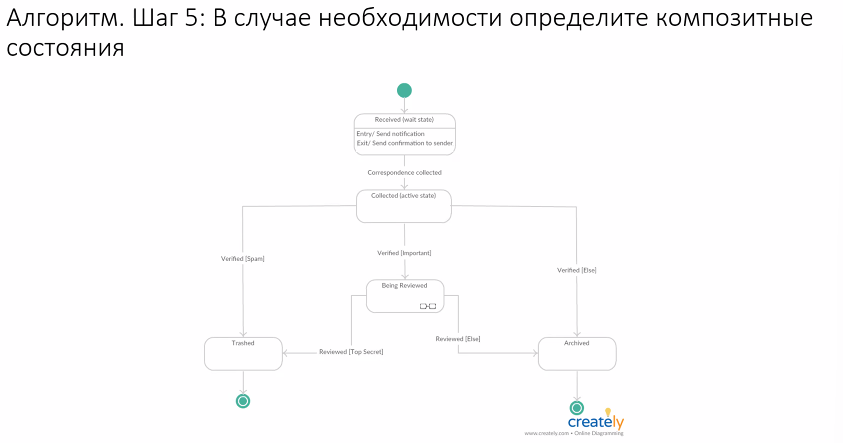 Алгоритм. Шаг 5: В случае необходимости определите композитные
состояния
Received (wait state)
Entry/ Send notification
Exit/ Send confirmation to sender
Correspondence collected
Collected (active state)
Verified [Spam]
Verified [Important]
Verified [Else]
Being Reviewed
Reviewed [Else]
Trashed
Reviewed [Top Secret]
Archived
creately
www.creately.com • Online Diagramming